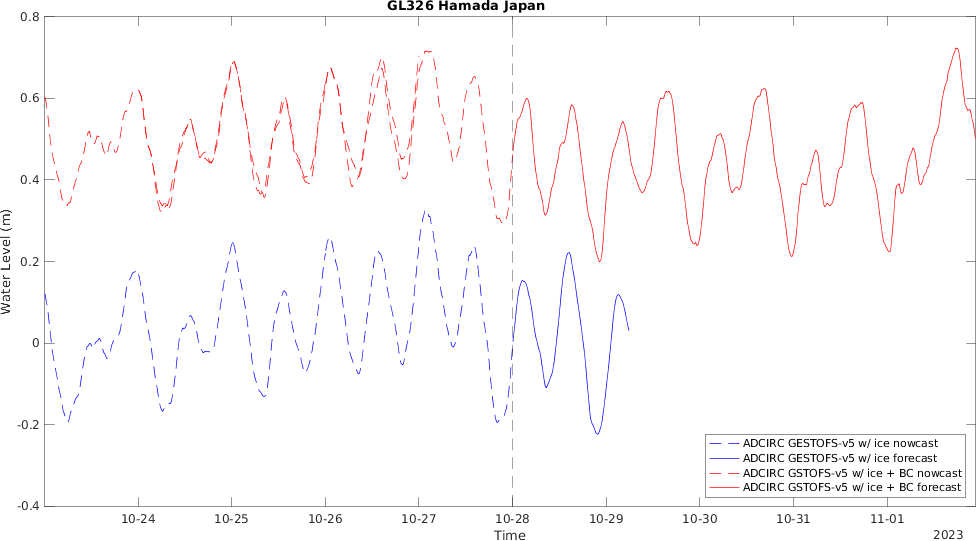 GL326 Hamada Japan
0.8
0.6
0.4
0.2
0
-0.2
-0.4
Water Level (m)
ADCIRC GESTOFS-v5 w/ ice nowcast
ADCIRC GESTOFS-v5 w/ ice forecast
ADCIRC GSTOFS-v5 w/ ice + BC nowcast
ADCIRC GSTOFS-v5 w/ ice + BC forecast
10-24 10-25 10-26 10-27 10-28 10-29 10-30 10-31 11-01
Time
2023